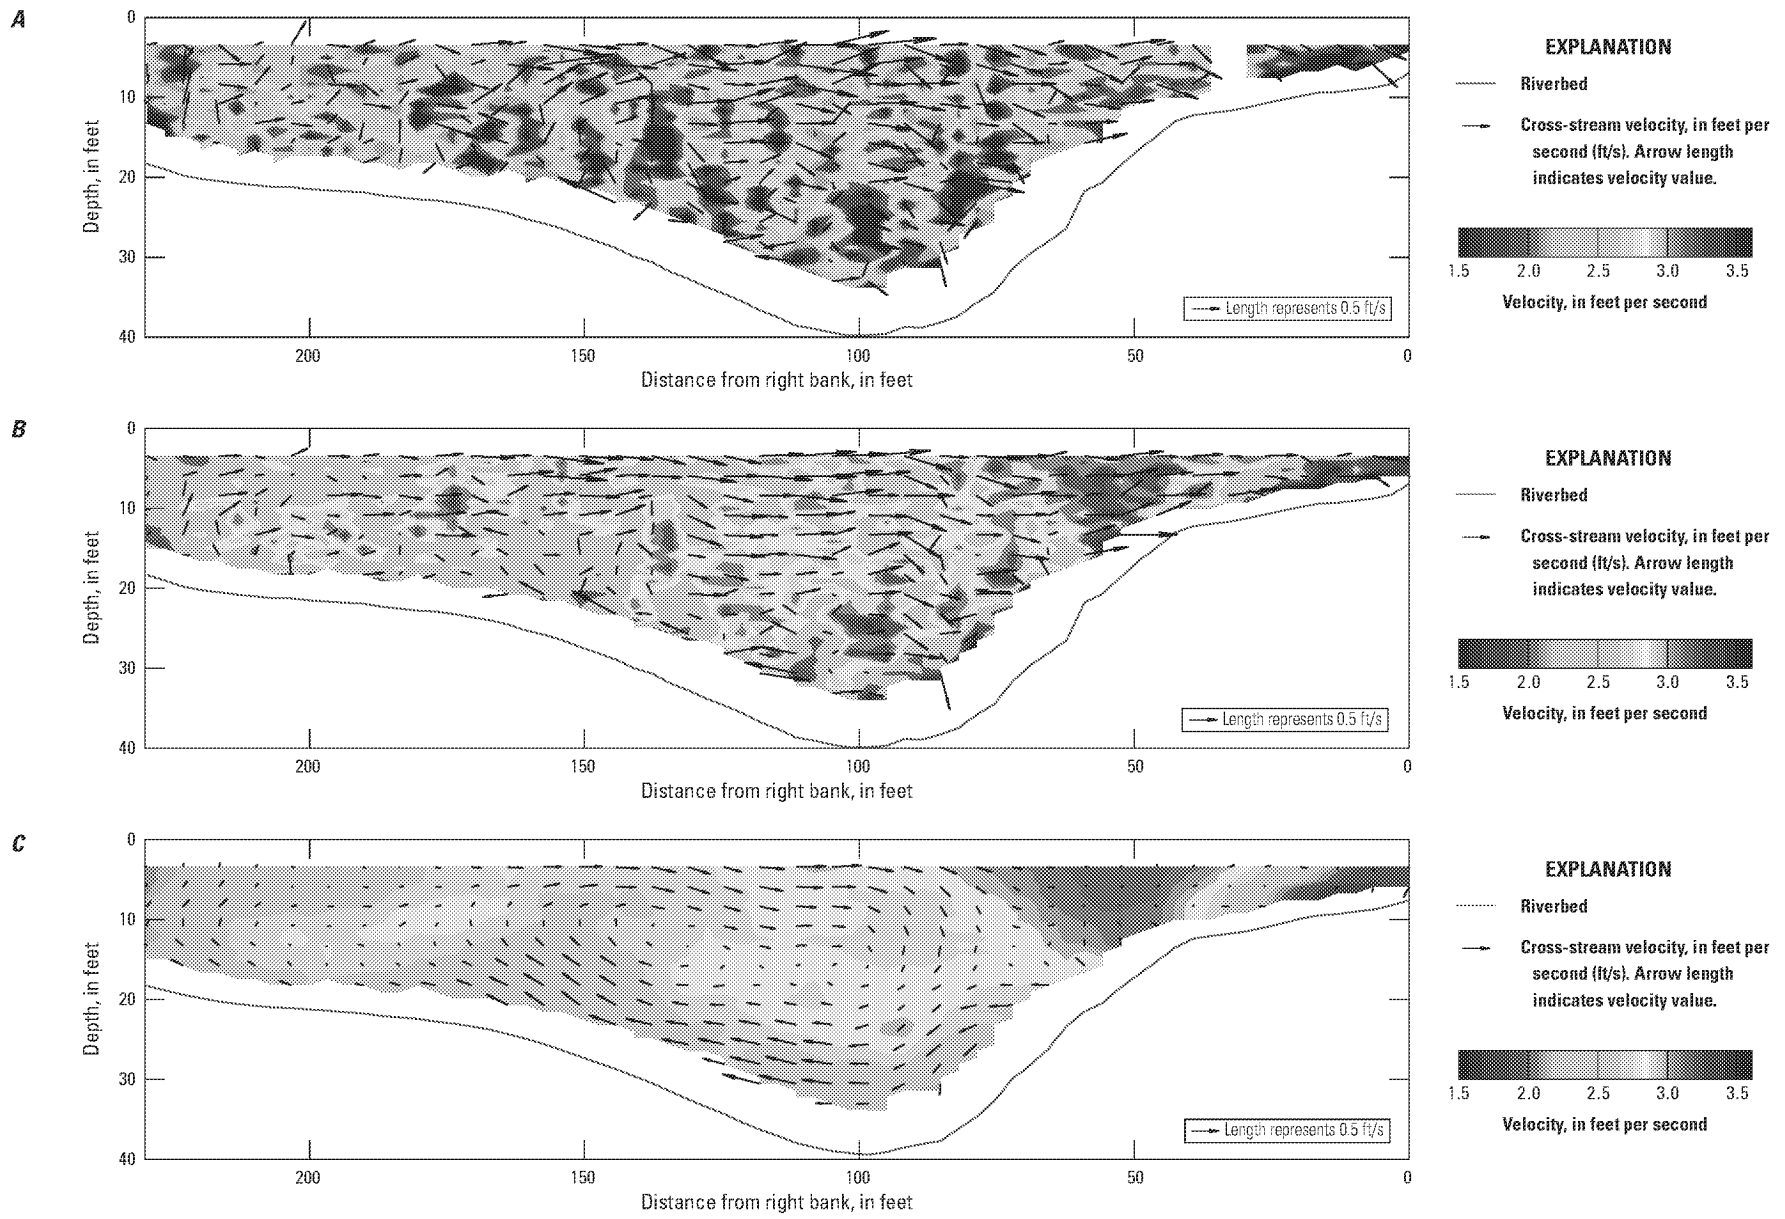 A
0
10
20
30
40
Depth, in feet
200
150
100
50
0
Distance from right bank, in feet
Length represents 0.5 ft/s
EXPLANATION
Riverbed
Cross-stream velocity, in feet per
second (ft/s). Arrow length
indicates velocity value.
1.5 2.0 2.5 3.0 3.5
Velocity, in feet per second
B
0
10
20
30
40
Depth, in feet
200
150
100
50
0
Distance from right bank, in feet
Length represents 0.5 ft/s
EXPLANATION
Riverbed
Cross-stream velocity, in feet per
second (ft/s). Arrow length
indicates velocity value.
1.5 2.0 2.5 3.0 3.5
Velocity, in feet per second
C
0
10
20
30
40
Depth, in feet
200
150
100
50
0
Distance from right bank, in feet
Length represents 0.5 ft/s
EXPLANATION
Riverbed
Cross-stream velocity, in feet per
second (ft/s). Arrow length
indicates velocity value.
1.5 2.0 2.5 3.0 3.5
Velocity, in feet per second